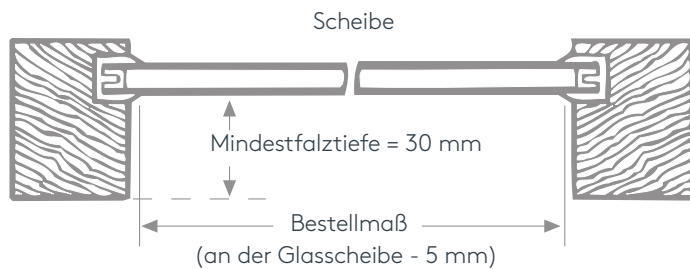 Scheibe
Mindestfalztiefe = 30 mm
Bestellmaß
(an der Glasscheibe - 5 mm)